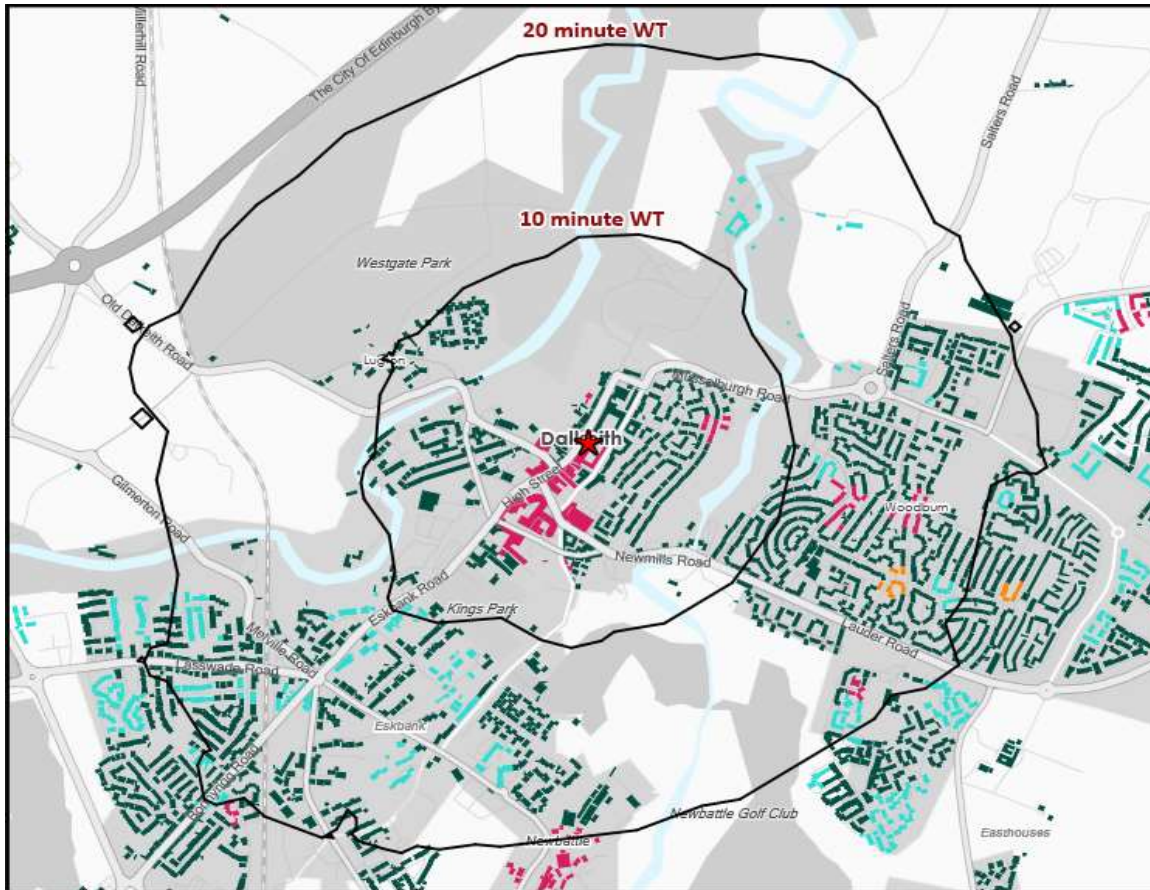 20 minute WT
Millerhill Road
The City Of Edinburgh By
Salters Road
10 minute WT
Westgate Park
Old Dalkeith Road
Salters Road
Musselburgh Road
Dalkeith
High Street
Gilmerton Road
Woodburn
Newmills Road
Eskbank Road
Kings Park
Melville Road
Lauder Road
Lasswade Road
Eskbank
Bonnyrigg Road
Newbattle Golf Club
Newbattle
Easthouses